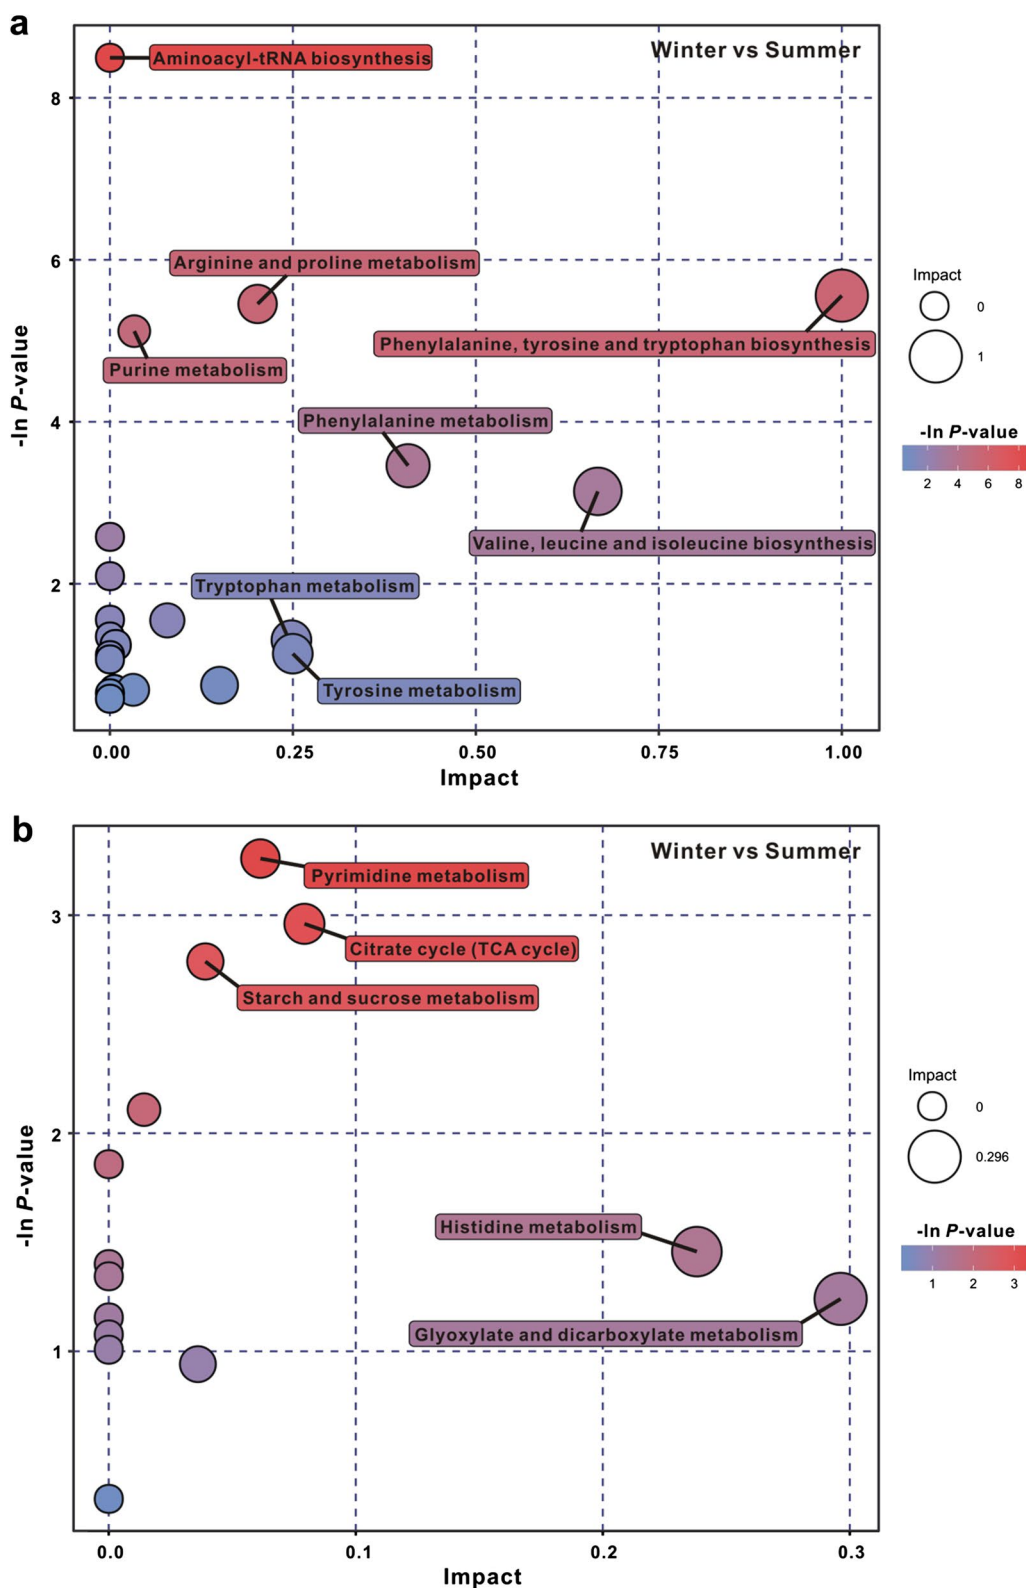 a
Winter vs Summer
Aminoacyl-tRNA biosynthesis
8
6
Arginine and proline metabolism
Phenylalanine, tyrosine and tryptophan biosynthesis
Purine metabolism
4
Phenylalanine metabolism
Valine, leucine and isoleucine biosynthesis
2
Tryptophan metabolism
Tyrosine metabolism
-ln P-value
0.00 0.25 0.50 0.75 1.00
Impact
Impact
0
1
-ln P-value
2 4 6 8
b
Winter vs Summer
Pyrimidine metabolism
3
Citrate cycle (TCA cycle)
Starch and sucrose metabolism
2
Histidine metabolism
Glyoxylate and dicarboxylate metabolism
1
-ln P-value
0.0 0.1 0.2 0.3
Impact
Impact
0
0.296
-ln P-value
1 2 3